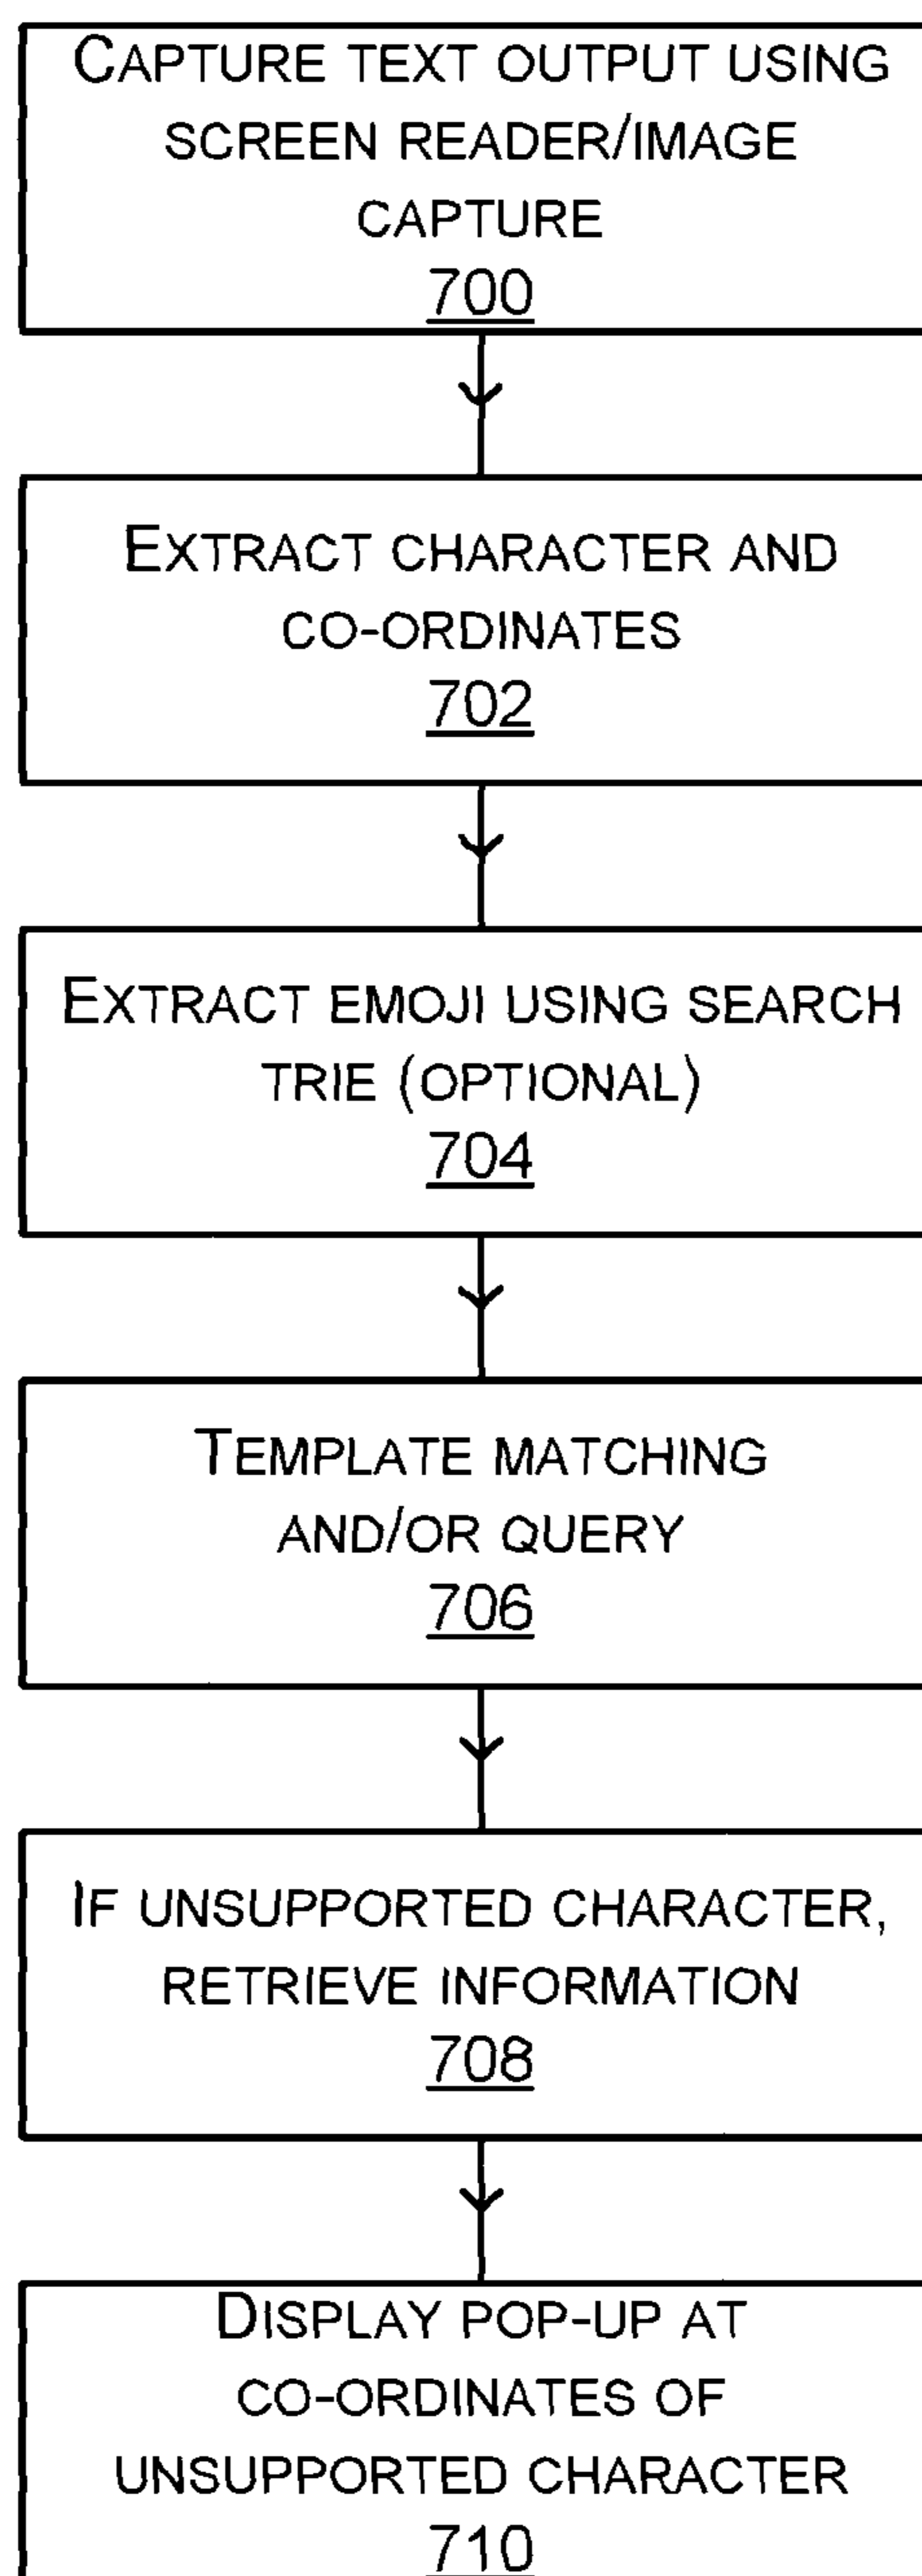 CAPTURE TEXT OUTPUT USING
SCREEN READER/IMAGE
CAPTURE
700
EXTRACT CHARACTER AND
CO-ORDINATES
702
EXTRACT EMOJI USING SEARCH
TRIE (OPTIONAL)
704
TEMPLATE MATCHING
AND/OR QUERY
706
IF UNSUPPORTED CHARACTER,
RETRIEVE INFORMATION
708
DISPLAY POP-UP AT
CO-ORDINATES OF
UNSUPPORTED CHARACTER
710